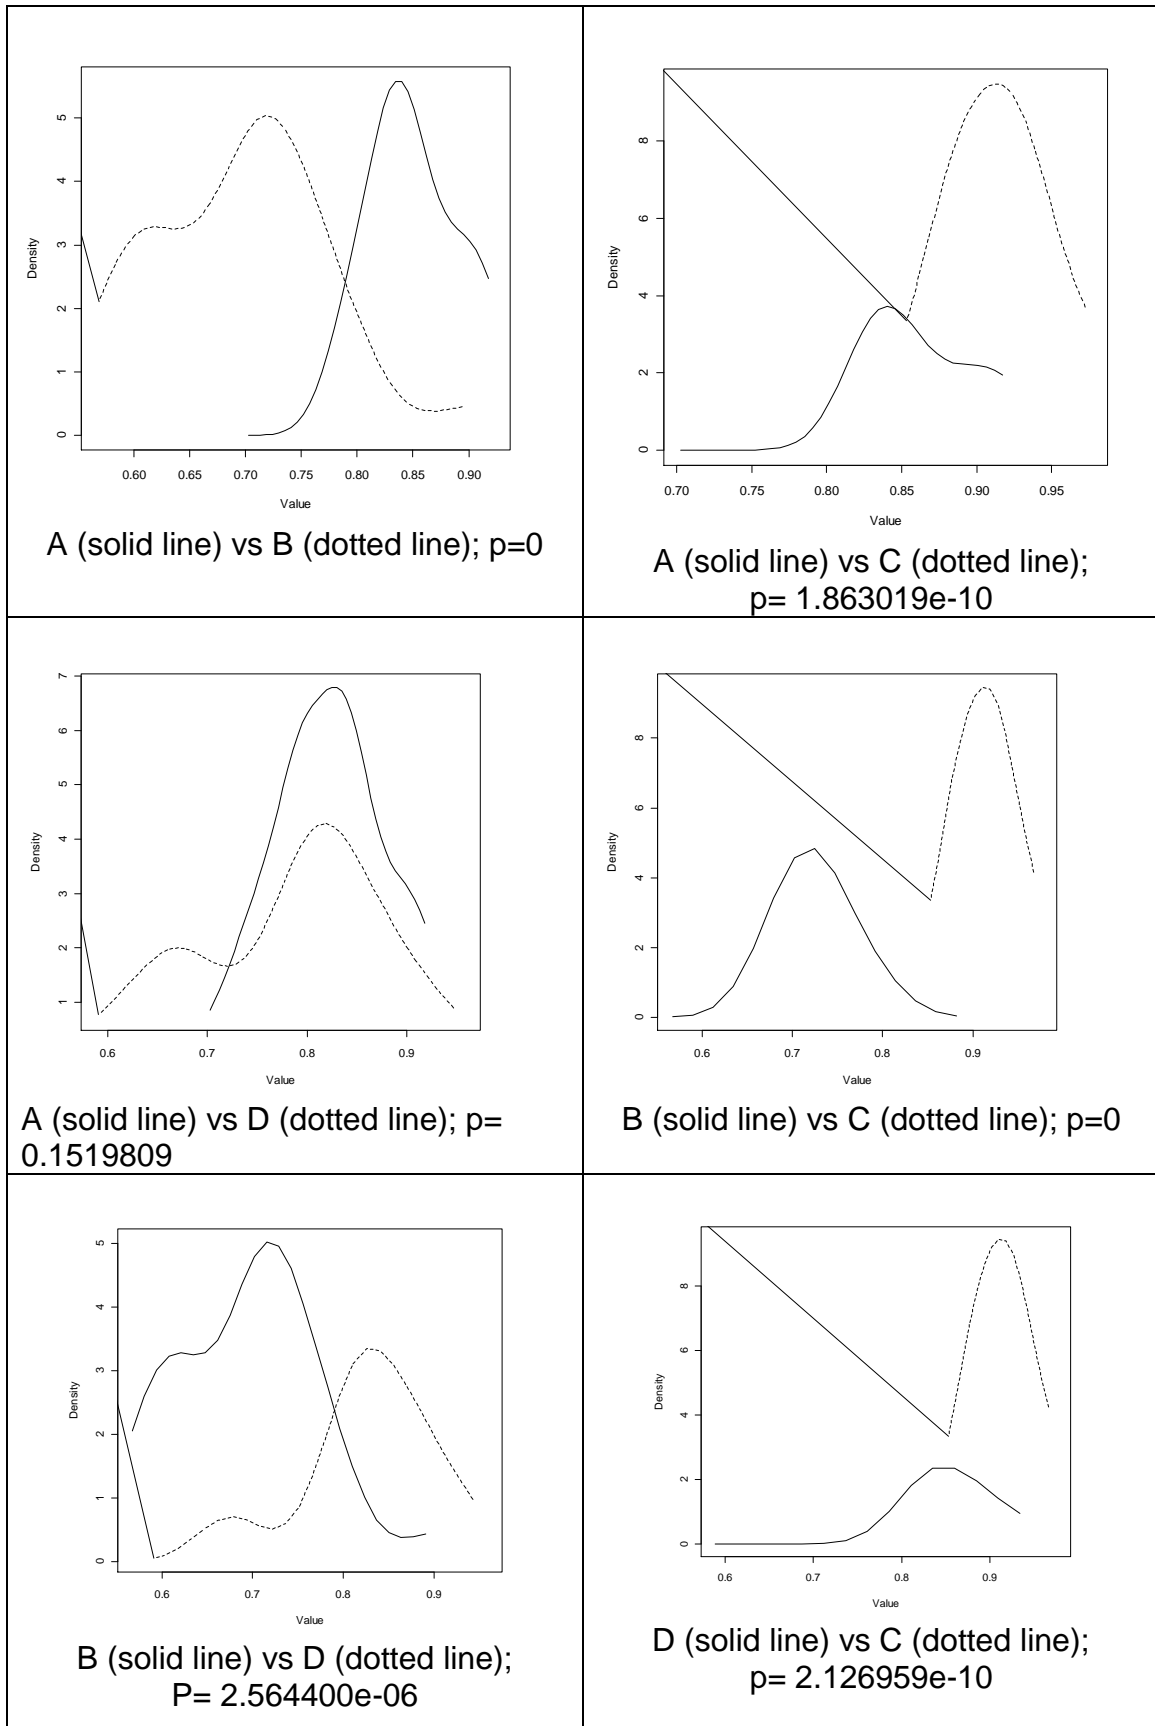 Density
5
4
3
2
1
0
0.60 0.65 0.70 0.75 0.80 0.85 0.90
Value
A (solid line) vs B (dotted line); p=0
Density
8
6
4
2
0
0.70 0.75 0.80 0.85 0.90 0.95
Value
A (solid line) vs C (dotted line);
p= 1.863019e-10
Density
7
6
5
4
3
2
1
0.6 0.7 0.8 0.9
Value
A (solid line) vs D (dotted line); p=
0.1519809
Density
8
6
4
2
0
0.6 0.7 0.8 0.9
Value
B (solid line) vs C (dotted line); p=0
Density
5
4
3
2
1
0
0.6 0.7 0.8 0.9
Value
B (solid line) vs D (dotted line);
P= 2.564400e-06
Density
8
6
4
2
0
0.6 0.7 0.8 0.9
Value
D (solid line) vs C (dotted line);
p= 2.126959e-10